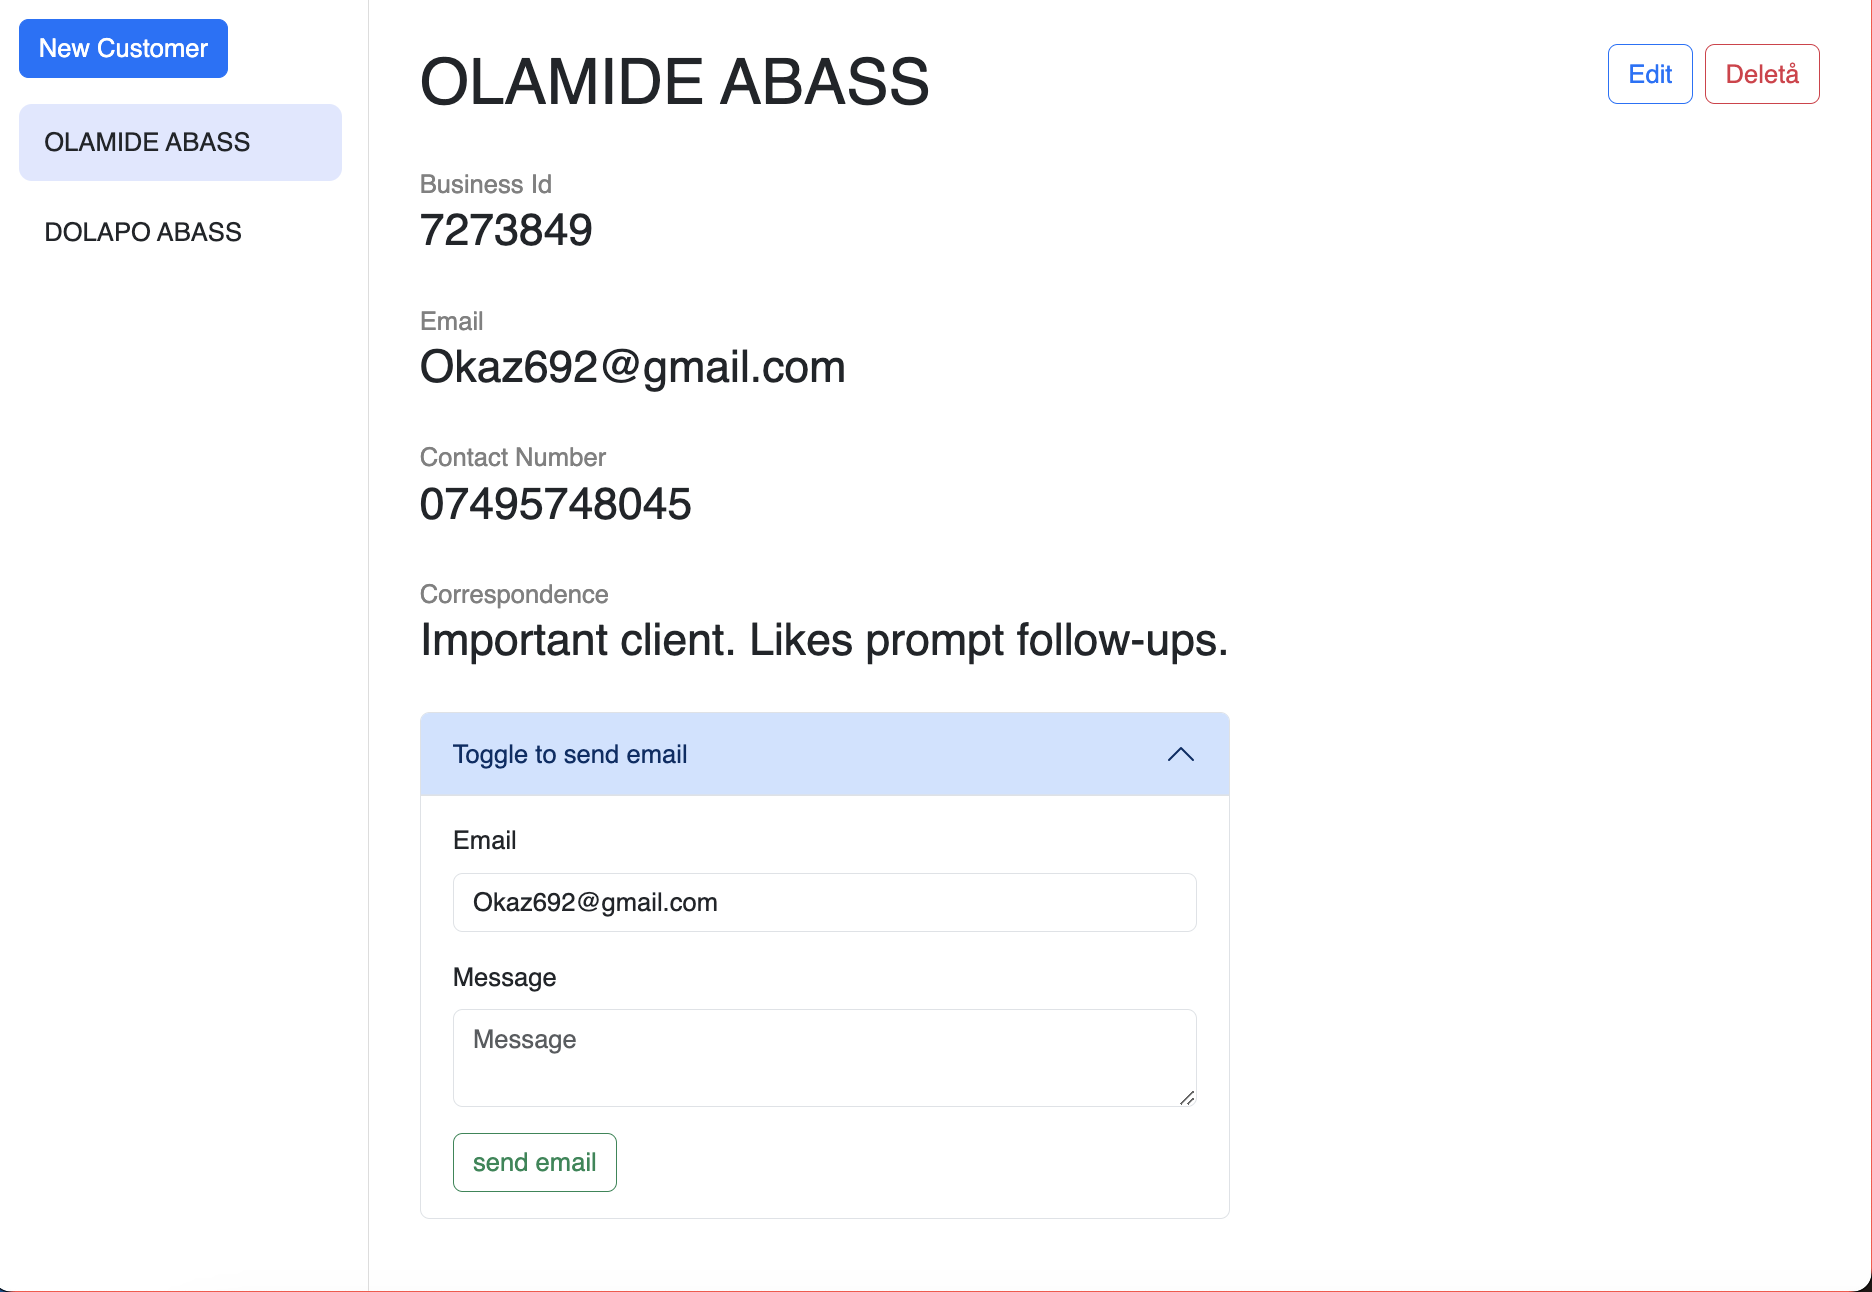 New Customer
OLAMIDE ABASS
DOLAPO ABASS
OLAMIDE ABASS
Edit
Deletå
Business Id
7273849
Email
Okaz692@gmail.com
Contact Number
07495748045
Correspondence
Important client. Likes prompt follow-ups.
Toggle to send email
Email
Okaz692@gmail.com
Message
Message
send email